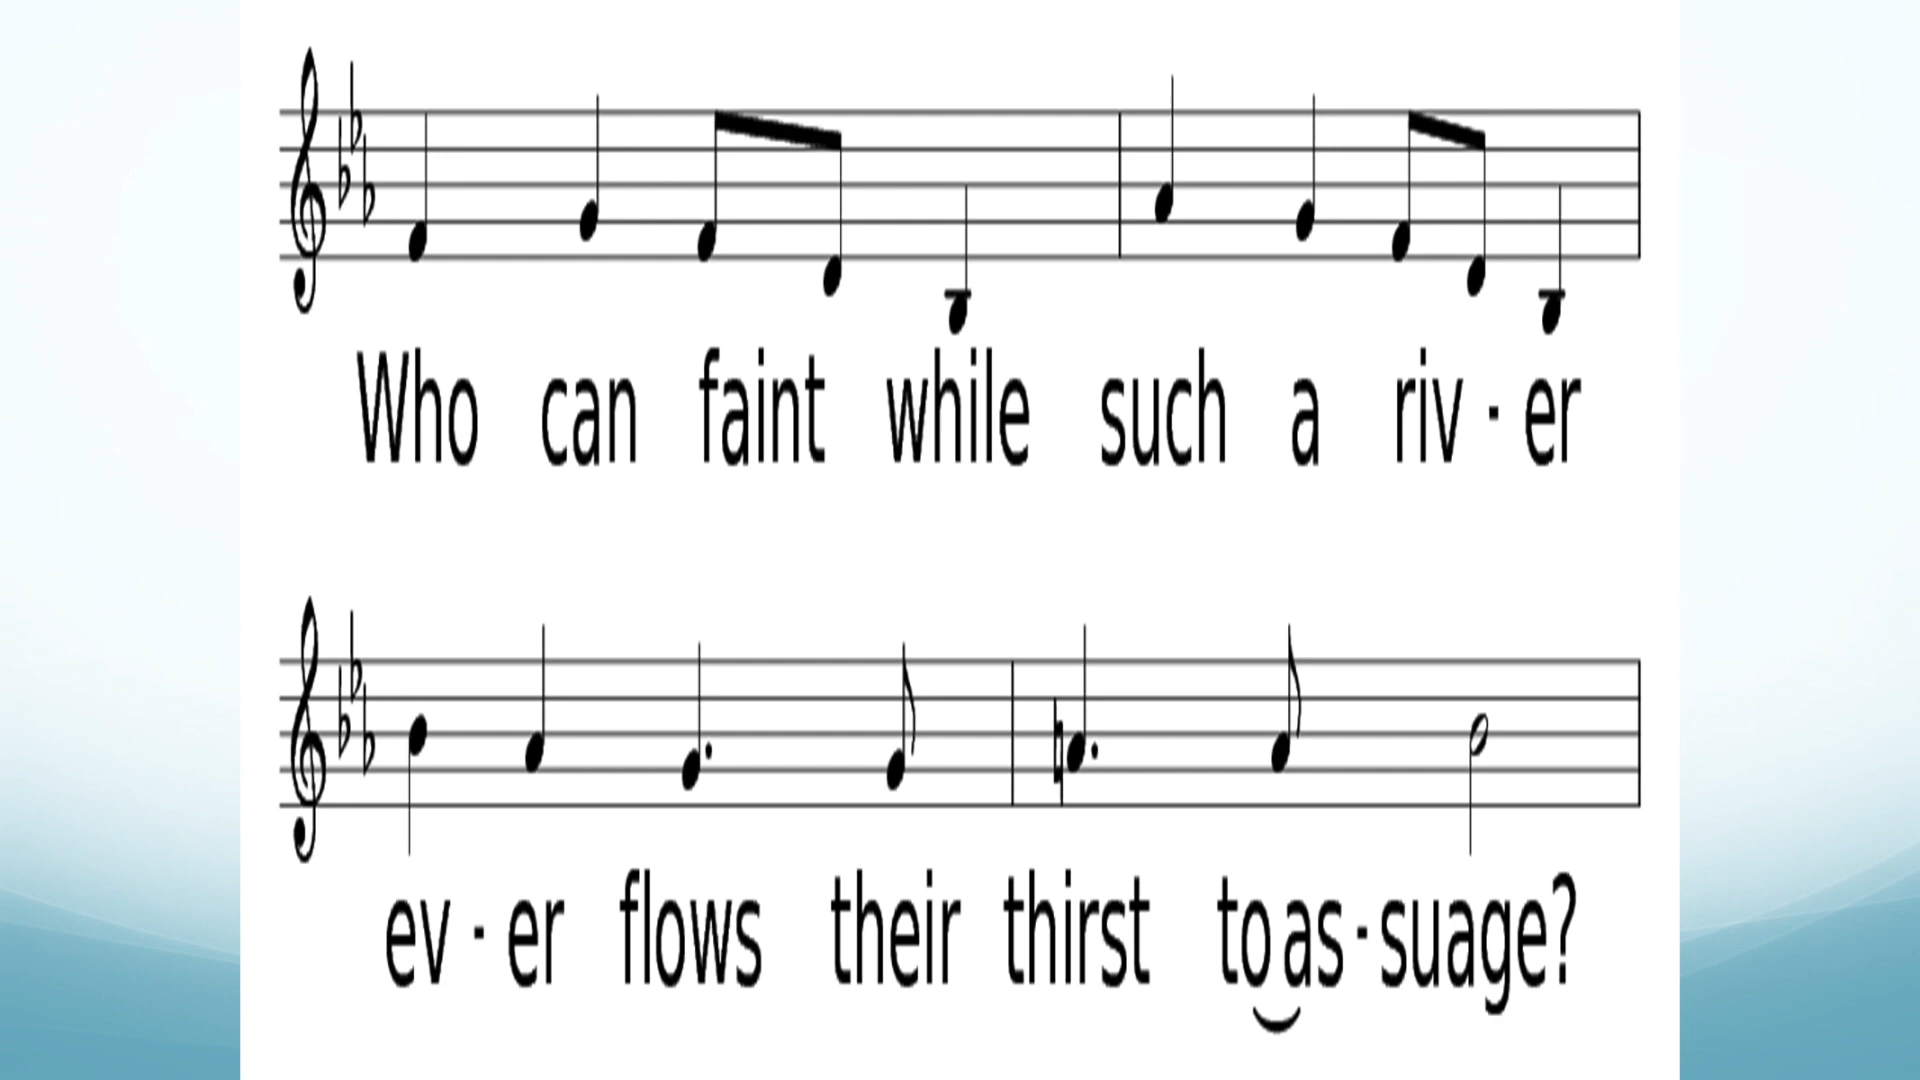 Who can faint while such a riv · er
ev · er flows their thirst to as · suage?